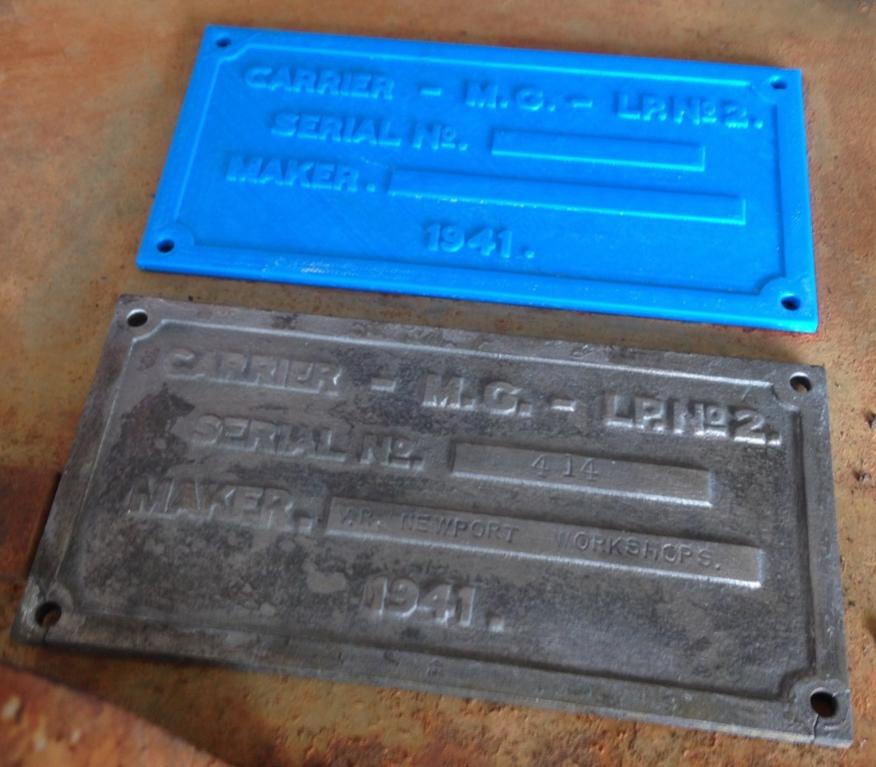 CARRIER - M.G. - LP. No 2.
SERIAL No.
MAKER.
1941.
CARRIER - M.G. - LP. No 2.
SERIAL No. 414
MAKER. V.R. NEWPORT WORKSHOPS.
1941.